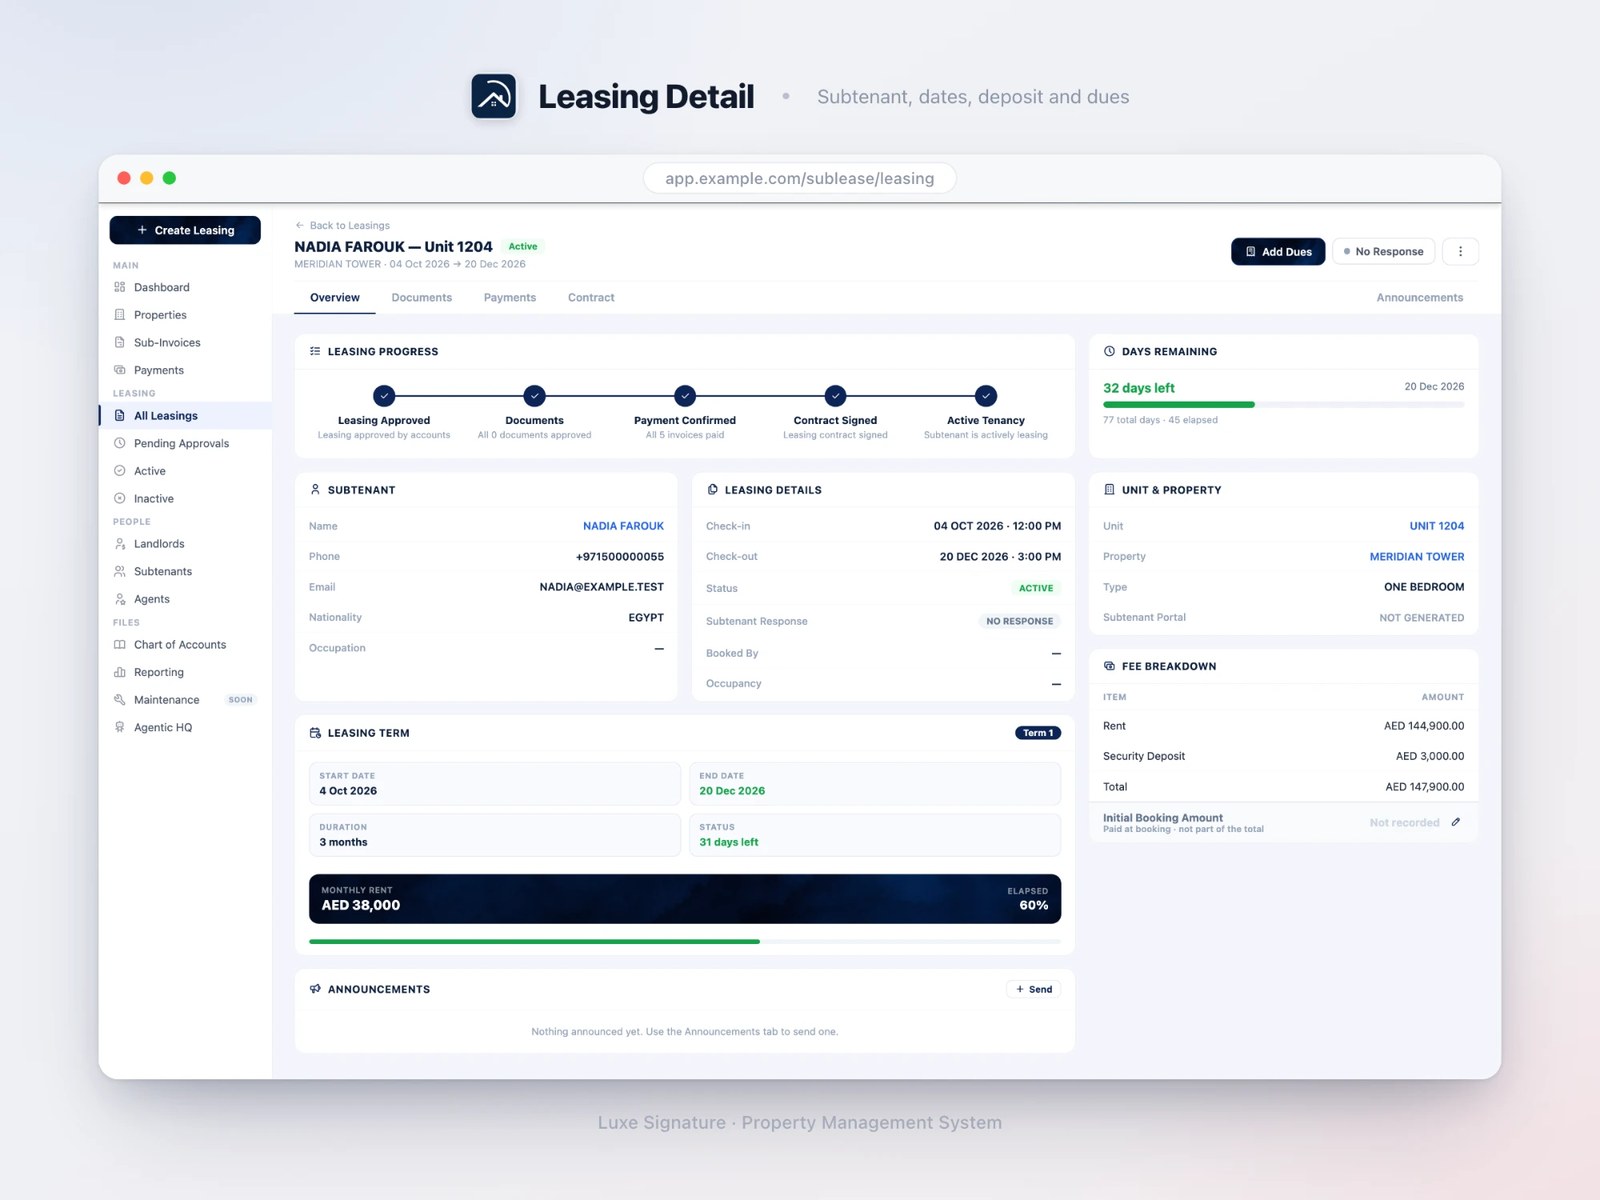 Leasing Detail • Subtenant, dates, deposit and dues
app.example.com/sublease/leasing
+ Create Leasing
MAIN
Dashboard
Properties
Sub-Invoices
Payments
LEASING
All Leasings
Pending Approvals
Active
Inactive
PEOPLE
Landlords
Subtenants
Agents
FILES
Chart of Accounts
Reporting
Maintenance SOON
Agentic HQ
← Back to Leasings
NADIA FAROUK — Unit 1204 Active
MERIDIAN TOWER · 04 Oct 2026 → 20 Dec 2026
Add Dues
No Response
Overview Documents Payments Contract Announcements
LEASING PROGRESS
Leasing Approved
Leasing approved by accounts
Documents
All 0 documents approved
Payment Confirmed
All 5 invoices paid
Contract Signed
Leasing contract signed
Active Tenancy
Subtenant is actively leasing
DAYS REMAINING
32 days left 20 Dec 2026
77 total days · 45 elapsed
SUBTENANT
Name NADIA FAROUK
Phone +971500000055
Email NADIA@EXAMPLE.TEST
Nationality EGYPT
Occupation —
LEASING DETAILS
Check-in 04 OCT 2026 · 12:00 PM
Check-out 20 DEC 2026 · 3:00 PM
Status ACTIVE
Subtenant Response NO RESPONSE
Booked By —
Occupancy —
UNIT & PROPERTY
Unit UNIT 1204
Property MERIDIAN TOWER
Type ONE BEDROOM
Subtenant Portal NOT GENERATED
FEE BREAKDOWN
ITEM AMOUNT
Rent AED 144,900.00
Security Deposit AED 3,000.00
Total AED 147,900.00
Initial Booking Amount Not recorded
Paid at booking · not part of the total
LEASING TERM Term 1
START DATE
4 Oct 2026
END DATE
20 Dec 2026
DURATION
3 months
STATUS
31 days left
MONTHLY RENT
AED 38,000
ELAPSED
60%
ANNOUNCEMENTS + Send
Nothing announced yet. Use the Announcements tab to send one.
Luxe Signature · Property Management System